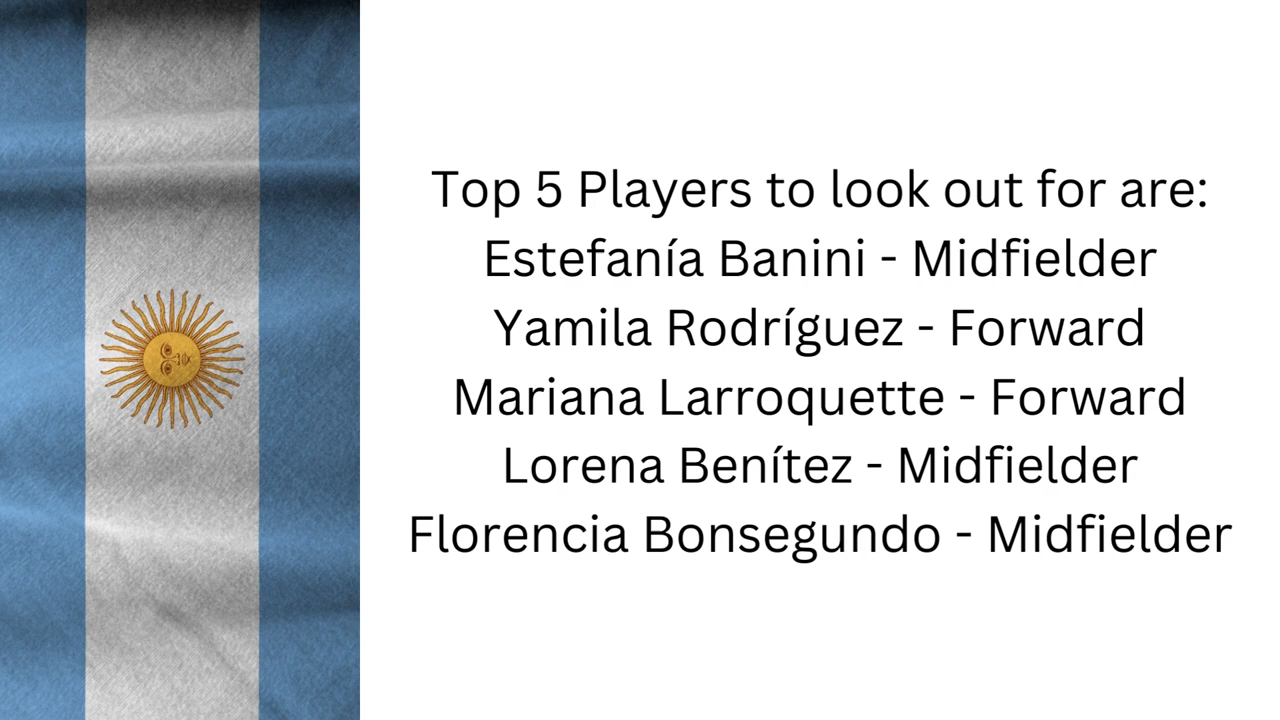 Top 5 Players to look out for are:
Estefanía Banini - Midfielder
Yamila Rodríguez - Forward
Mariana Larroquette - Forward
Lorena Benítez - Midfielder
Florencia Bonsegundo - Midfielder